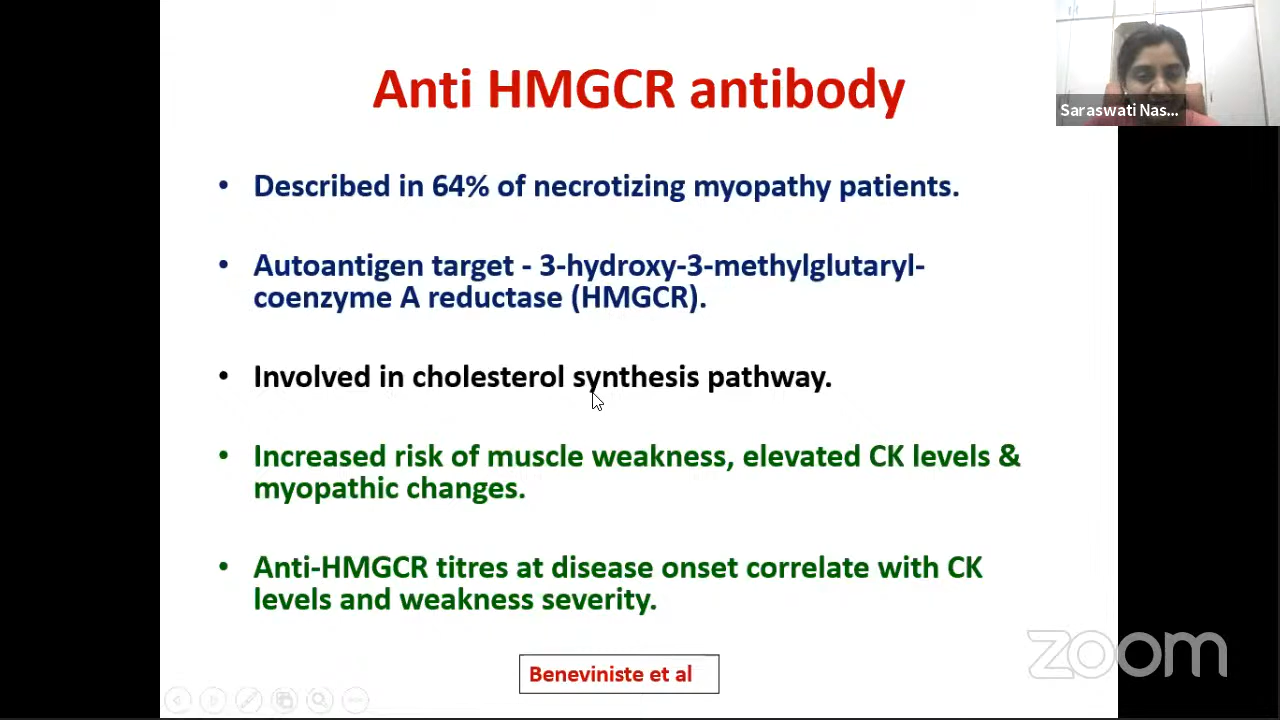 Anti HMGCR antibody
Saraswati Nas...
• Described in 64% of necrotizing myopathy patients.
• Autoantigen target - 3-hydroxy-3-methylglutaryl-
coenzyme A reductase (HMGCR).
• Involved in cholesterol synthesis pathway.
• Increased risk of muscle weakness, elevated CK levels &
myopathic changes.
• Anti-HMGCR titres at disease onset correlate with CK
levels and weakness severity.
Beneviniste et al
zoom